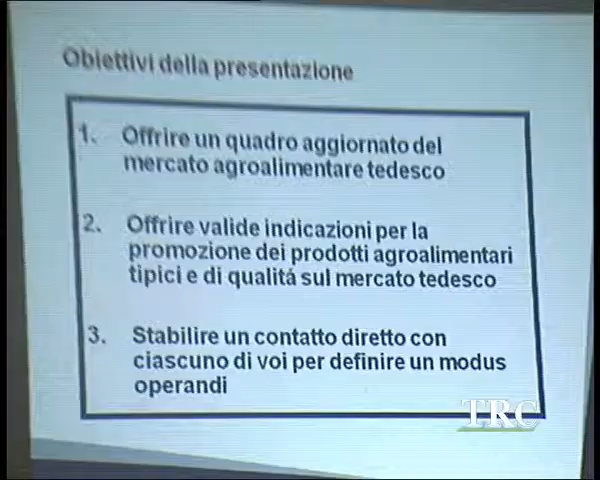 Obiettivi della presentazione
1. Offrire un quadro aggiornato del
mercato agroalimentare tedesco
2. Offrire valide indicazioni per la
promozione dei prodotti agroalimentari
tipici e di qualitá sul mercato tedesco
3. Stabilire un contatto diretto con
ciascuno di voi per definire un modus
operandi
TRC